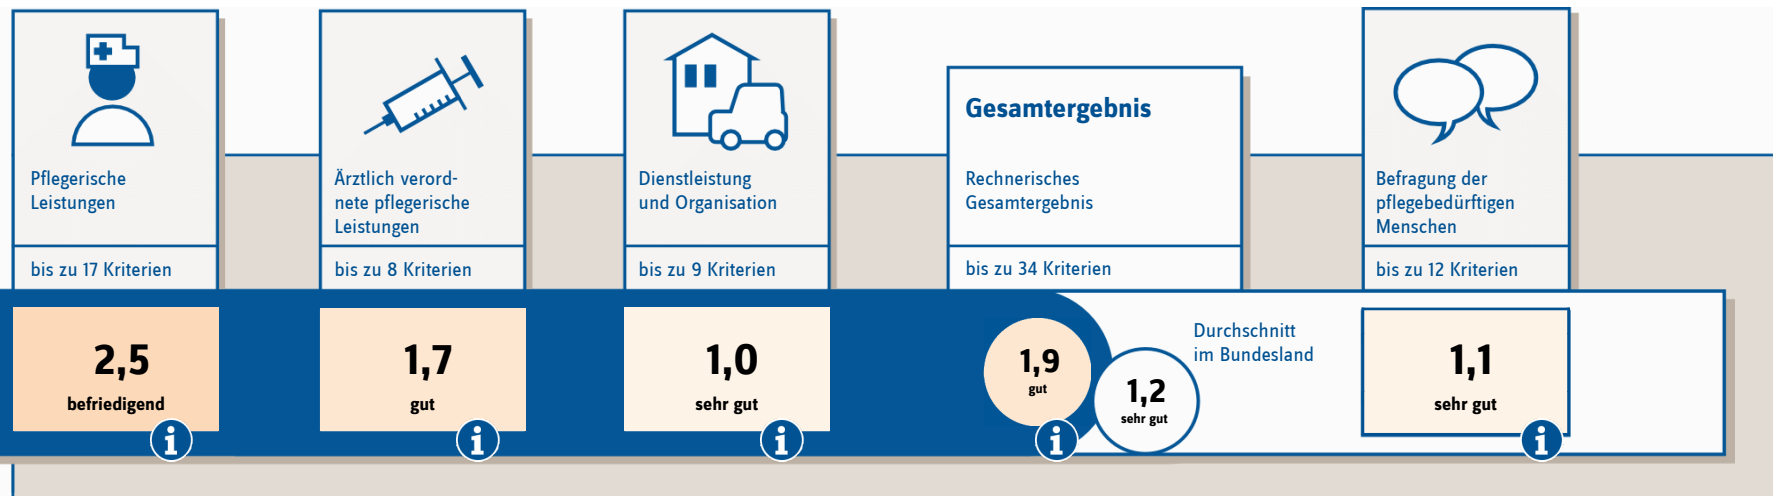 Pflegerische
Leistungen
bis zu 17 Kriterien
2,5
befriedigend
i
Ärztlich verord-
nete pflegerische
Leistungen
bis zu 8 Kriterien
1,7
gut
i
Dienstleistung
und Organisation
bis zu 9 Kriterien
1,0
sehr gut
i
Gesamtergebnis
Rechnerisches
Gesamtergebnis
bis zu 34 Kriterien
1,9
gut
i
1,2
sehr gut
Durchschnitt
im Bundesland
Befragung der
pflegebedürftigen
Menschen
bis zu 12 Kriterien
1,1
sehr gut
i